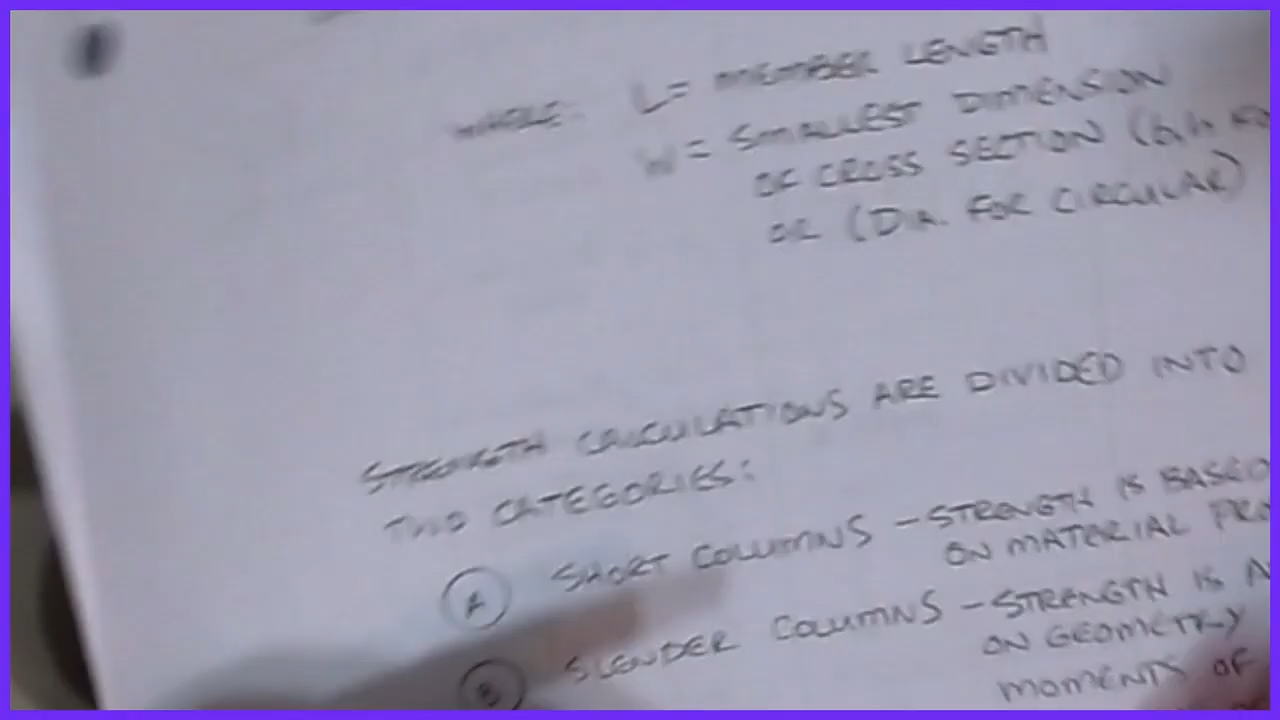 L = MEMBER LENGTH
W = SMALLEST DIMENSION
OF CROSS SECTION
OR (DIA. FOR CIRCULAR)
STRENGTH CALCULATIONS ARE DIVIDED INTO
TWO CATEGORIES:
A SHORT COLUMNS - STRENGTH IS BASED
ON MATERIAL
B SLENDER COLUMNS - STRENGTH IS
ON GEOMETRY
MOMENTS OF